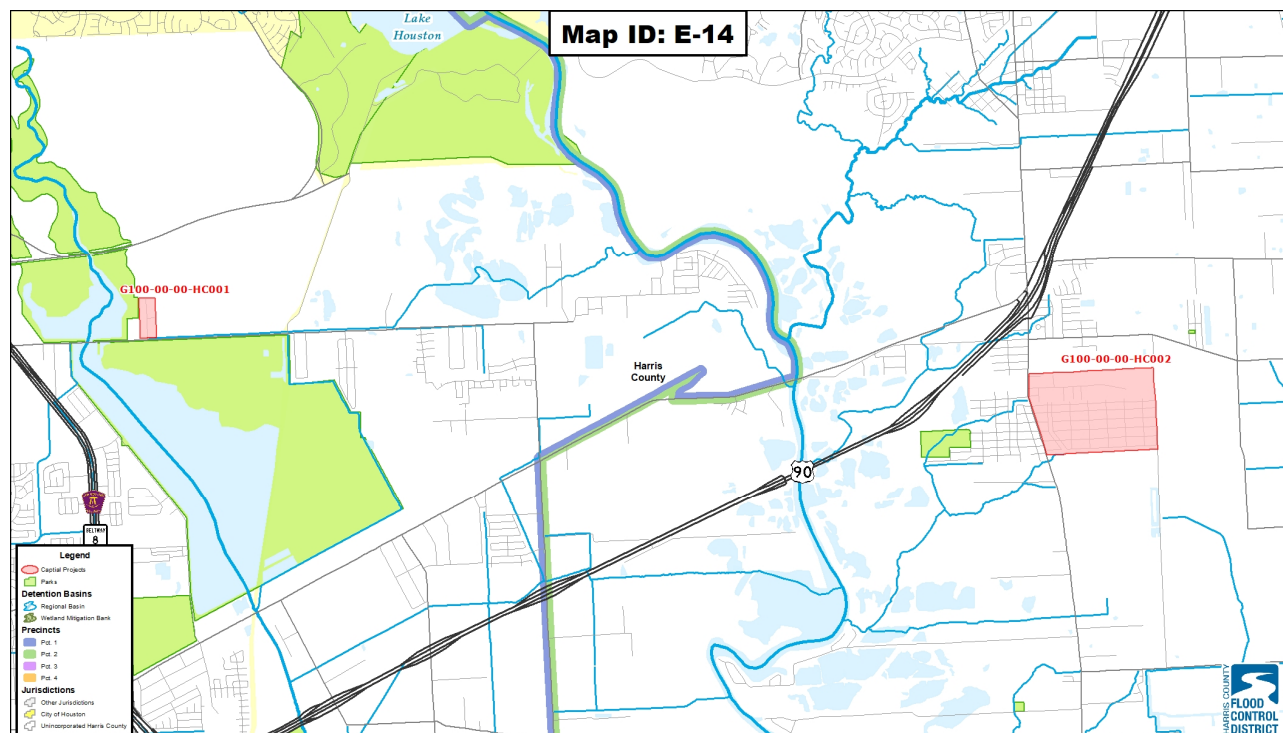 Lake
Houston
Map ID: E-14
G100-00-00-HC001
G100-00-00-HC002
Harris
County
90
BELTWAY
8
Legend
Captial Projects
Parks
Detention Basins
Regional Basin
Wetland Mitigation Bank
Precincts
Pct. 1
Pct. 2
Pct. 3
Pct. 4
Jurisdictions
Other Jurisdictions
City of Houston
Unincorporated Harris County
HARRIS COUNTY
FLOOD
CONTROL
DISTRICT